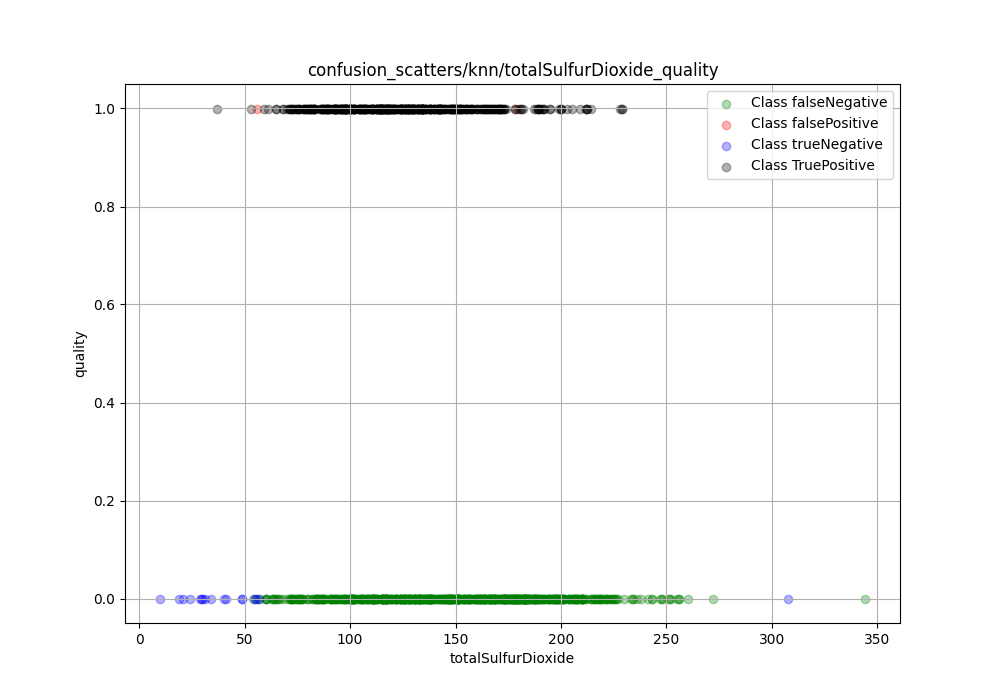 confusion_scatters/knn/totalSulfurDioxide_quality
Class falseNegative
Class falsePositive
Class trueNegative
Class TruePositive
1.0
0.8
0.6
0.4
0.2
0.0
quality
0 50 100 150 200 250 300 350
totalSulfurDioxide